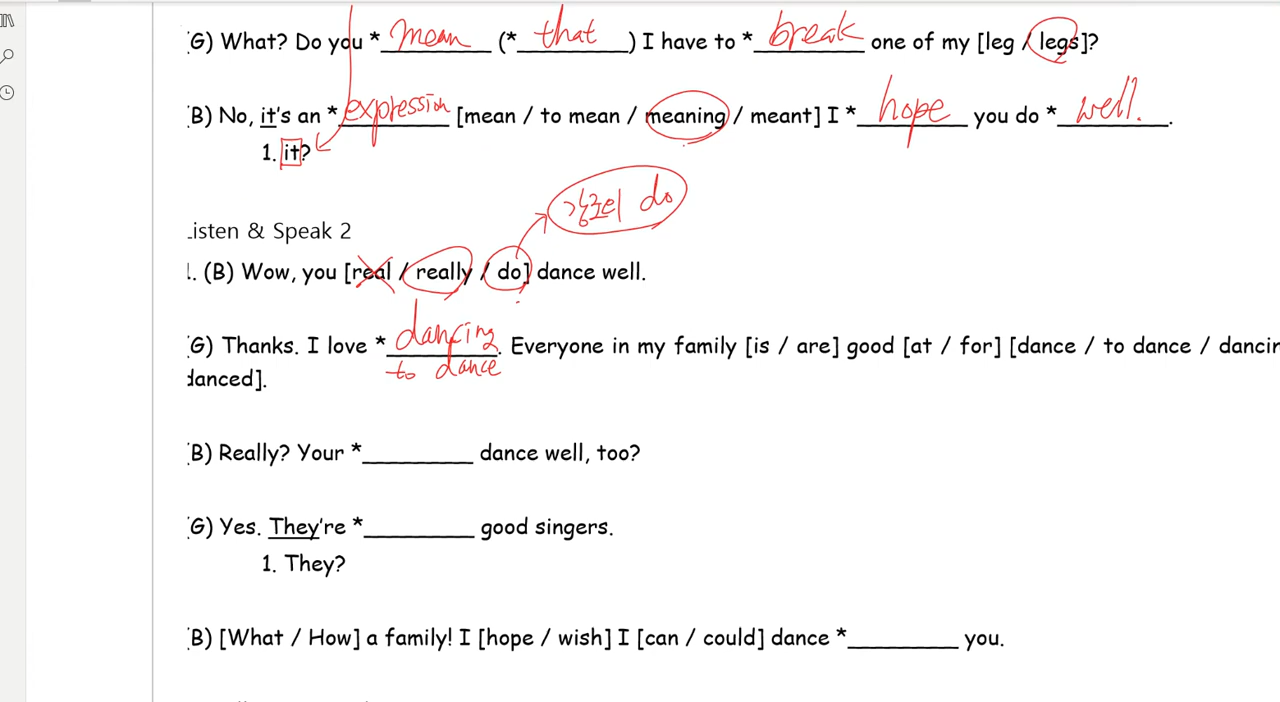 G) What? Do you * mean (* that ) I have to * break one of my [leg / legs]?
B) No, it's an * expression [mean / to mean / meaning / meant] I * hope you do * well.
1. it?
강조의 do
isten & Speak 2
. (B) Wow, you [real / really / do] dance well.
G) Thanks. I love * dancing. Everyone in my family [is / are] good [at / for] [dance / to dance / dancin
to dance
danced].
B) Really? Your *__________ dance well, too?
G) Yes. They're *__________ good singers.
1. They?
B) [What / How] a family! I [hope / wish] I [can / could] dance *__________ you.